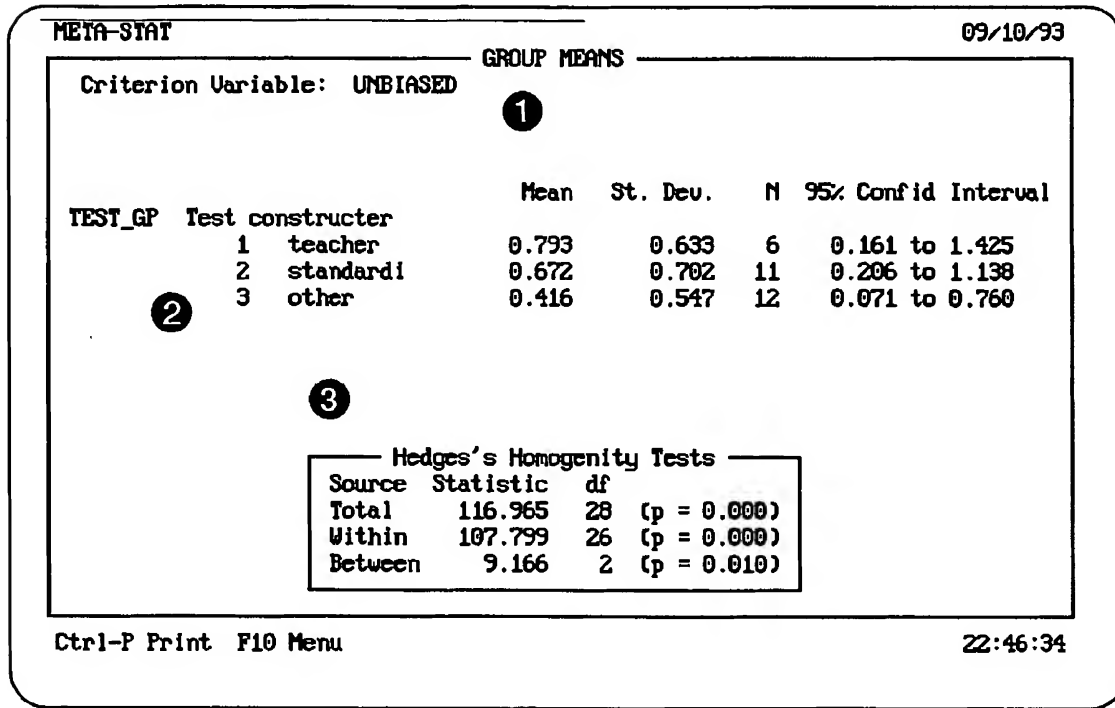 META-STAT 09/10/93
GROUP MEANS
Criterion Variable: UNBIASED
1
Mean St. Dev. N 95% Confid Interval
TEST_GP Test constructer
1 teacher 0.793 0.633 6 0.161 to 1.425
2 standardi 0.672 0.702 11 0.206 to 1.138
3 other 0.416 0.547 12 0.071 to 0.760
2
3
Hedges's Homogenity Tests
Source Statistic df
Total 116.965 28 (p = 0.000)
Within 107.799 26 (p = 0.000)
Between 9.166 2 (p = 0.010)
Ctrl-P Print F10 Menu 22:46:34